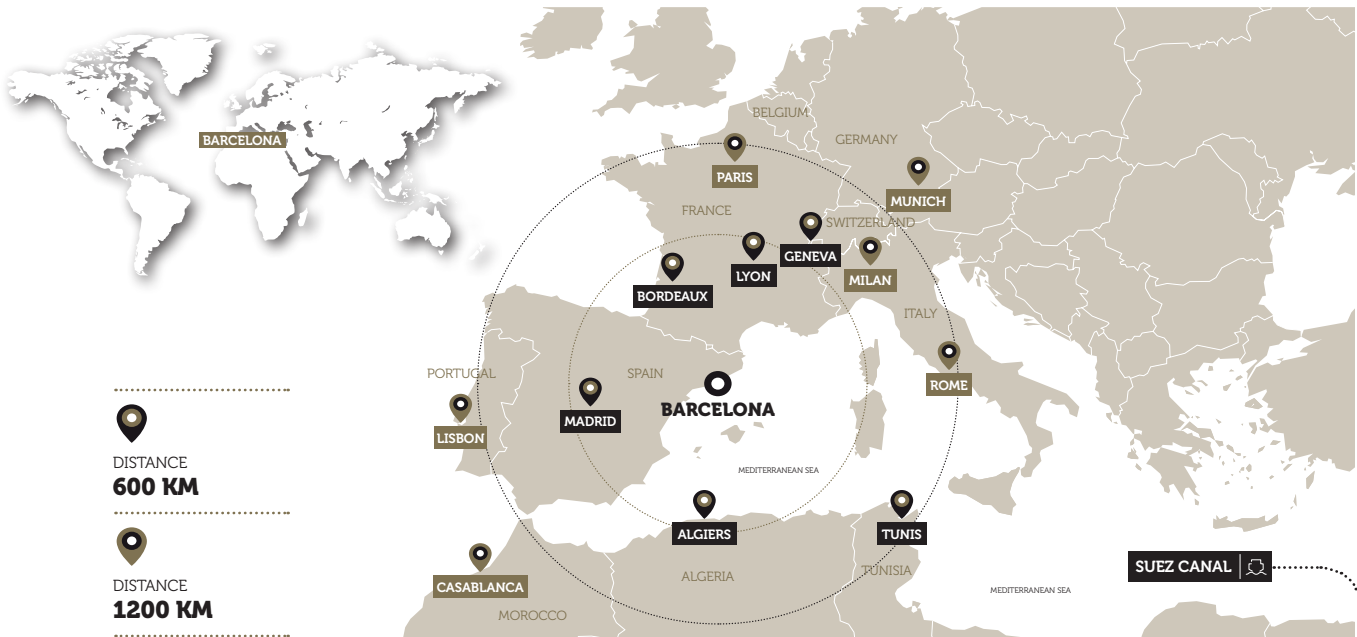 BARCELONA
DISTANCE
600 KM
DISTANCE
1200 KM
BELGIUM
GERMANY
PARIS
MUNICH
FRANCE
SWITZERLAND
GENEVA
LYON
MILAN
BORDEAUX
ITALY
PORTUGAL
SPAIN
ROME
BARCELONA
MADRID
LISBON
MEDITERRANEAN SEA
ALGIERS
TUNIS
SUEZ CANAL
ALGERIA
TUNISIA
CASABLANCA
MEDITERRANEAN SEA
MOROCCO